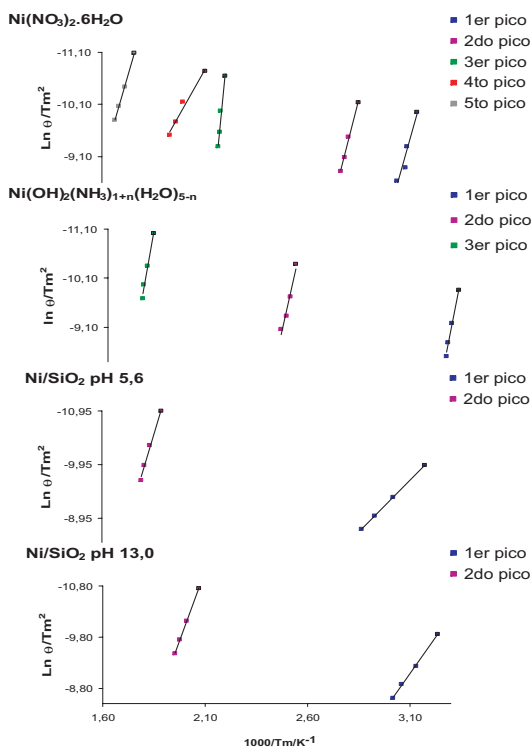 Ni(NO₃)₂.6H₂O
1er pico
2do pico
3er pico
4to pico
5to pico
-11,10
-10,10
-9,10
Ln θ/Tm²
Ni(OH)₂(NH₃)₁₊ₙ(H₂O)₅₋ₙ
1er pico
2do pico
3er pico
-11,10
-10,10
-9,10
ln θ/Tm²
Ni/SiO₂ pH 5,6
1er pico
2do pico
-10,95
-9,95
-8,95
Ln θ/Tm²
Ni/SiO₂ pH 13,0
1er pico
2do pico
-10,80
-9,80
-8,80
Ln θ/Tm²
1,60 2,10 2,60 3,10
1000/Tm/K⁻¹